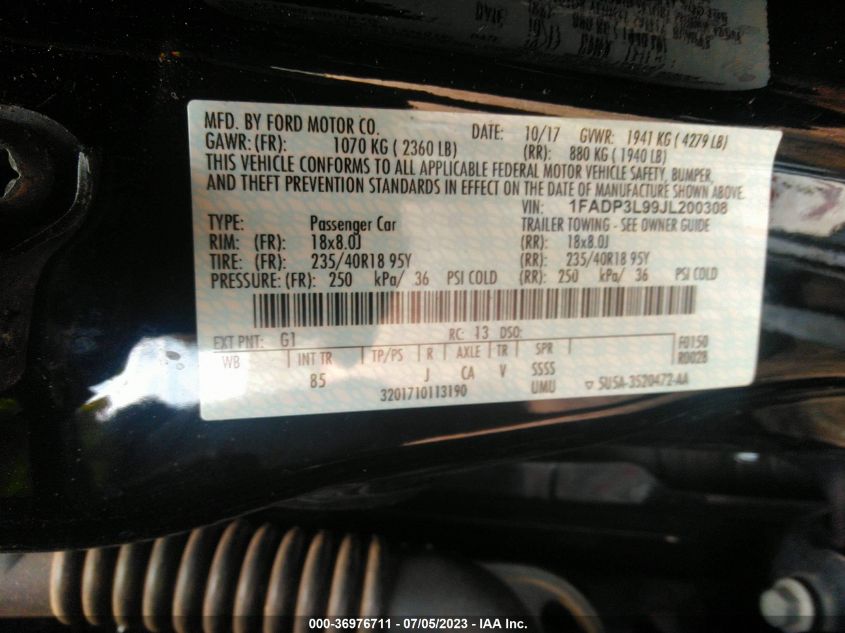 MFD. BY FORD MOTOR CO. DATE: 10/17 GVWR: 1941 KG ( 4279 LB)
GAWR: (FR): 1070 KG ( 2360 LB) (RR): 880 KG ( 1940 LB)
THIS VEHICLE CONFORMS TO ALL APPLICABLE FEDERAL MOTOR VEHICLE SAFETY, BUMPER,
AND THEFT PREVENTION STANDARDS IN EFFECT ON THE DATE OF MANUFACTURE SHOWN ABOVE.
VIN: 1FADP3L99JL200308
TYPE: Passenger Car TRAILER TOWING - SEE OWNER GUIDE
RIM: (FR): 18x8.0J (RR): 18x8.0J
TIRE: (FR): 235/40R18 95Y (RR): 235/40R18 95Y
PRESSURE: (FR): 250 kPa/ 36 PSI COLD (RR): 250 kPa/ 36 PSI COLD
EXT PNT: G1 RC: 13 DSO: F0150
WB INT TR TP/PS R AXLE TR SPR R0028
85 J CA V SSSS
3201710113190 UMU ▽ 5U5A-3520472-AA
000-36976711 - 07/05/2023 - IAA Inc.